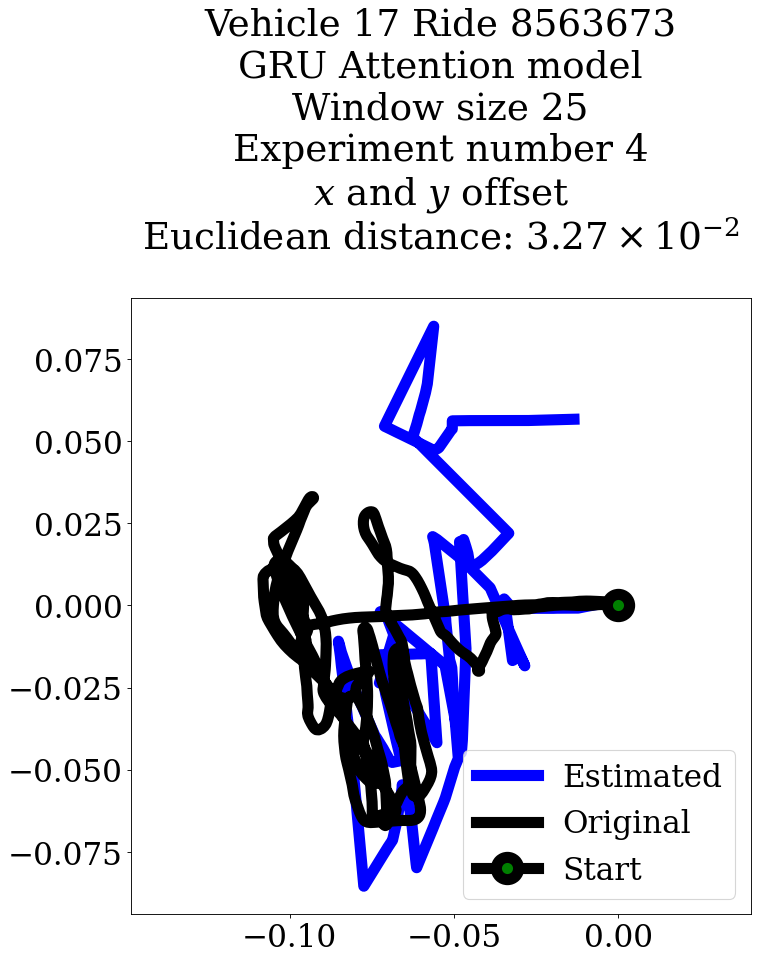 Vehicle 17 Ride 8563673
GRU Attention model
Window size 25
Experiment number 4
x and y offset
Euclidean distance: 3.27 × 10⁻²
0.075
0.050
0.025
0.000
−0.025
−0.050
−0.075
Estimated
Original
Start
−0.10
−0.05
0.00